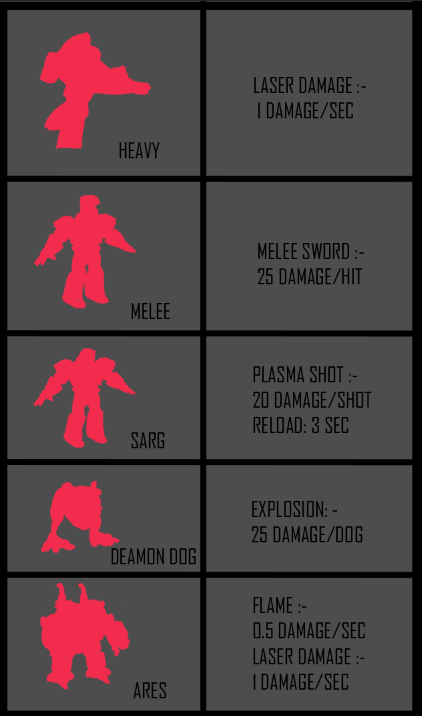 HEAVY
LASER DAMAGE :-
1 DAMAGE/SEC
MELEE
MELEE SWORD :-
25 DAMAGE/HIT
SARG
PLASMA SHOT :-
20 DAMAGE/SHOT
RELOAD: 3 SEC
DEAMON DOG
EXPLOSION: -
25 DAMAGE/DOG
ARES
FLAME :-
0.5 DAMAGE/SEC
LASER DAMAGE :-
1 DAMAGE/SEC